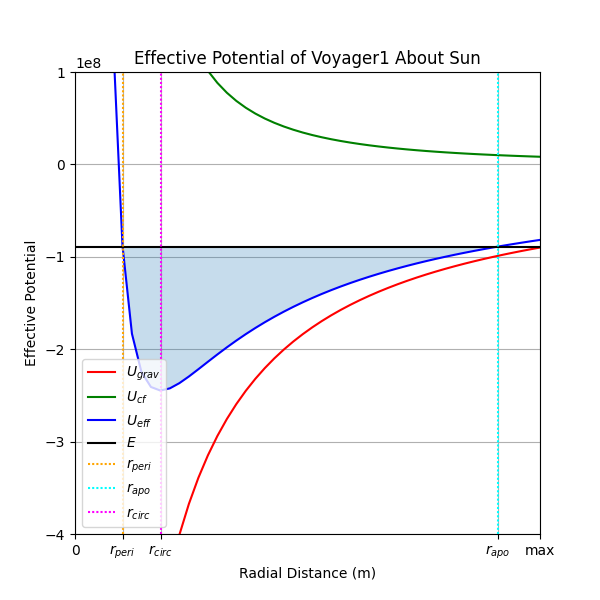 Effective Potential of Voyager1 About Sun
1e8
1
0
−1
−2
−3
−4
Effective Potential
U_grav
U_cf
U_eff
E
r_peri
r_apo
r_circ
0 r_peri r_circ r_apo max
Radial Distance (m)